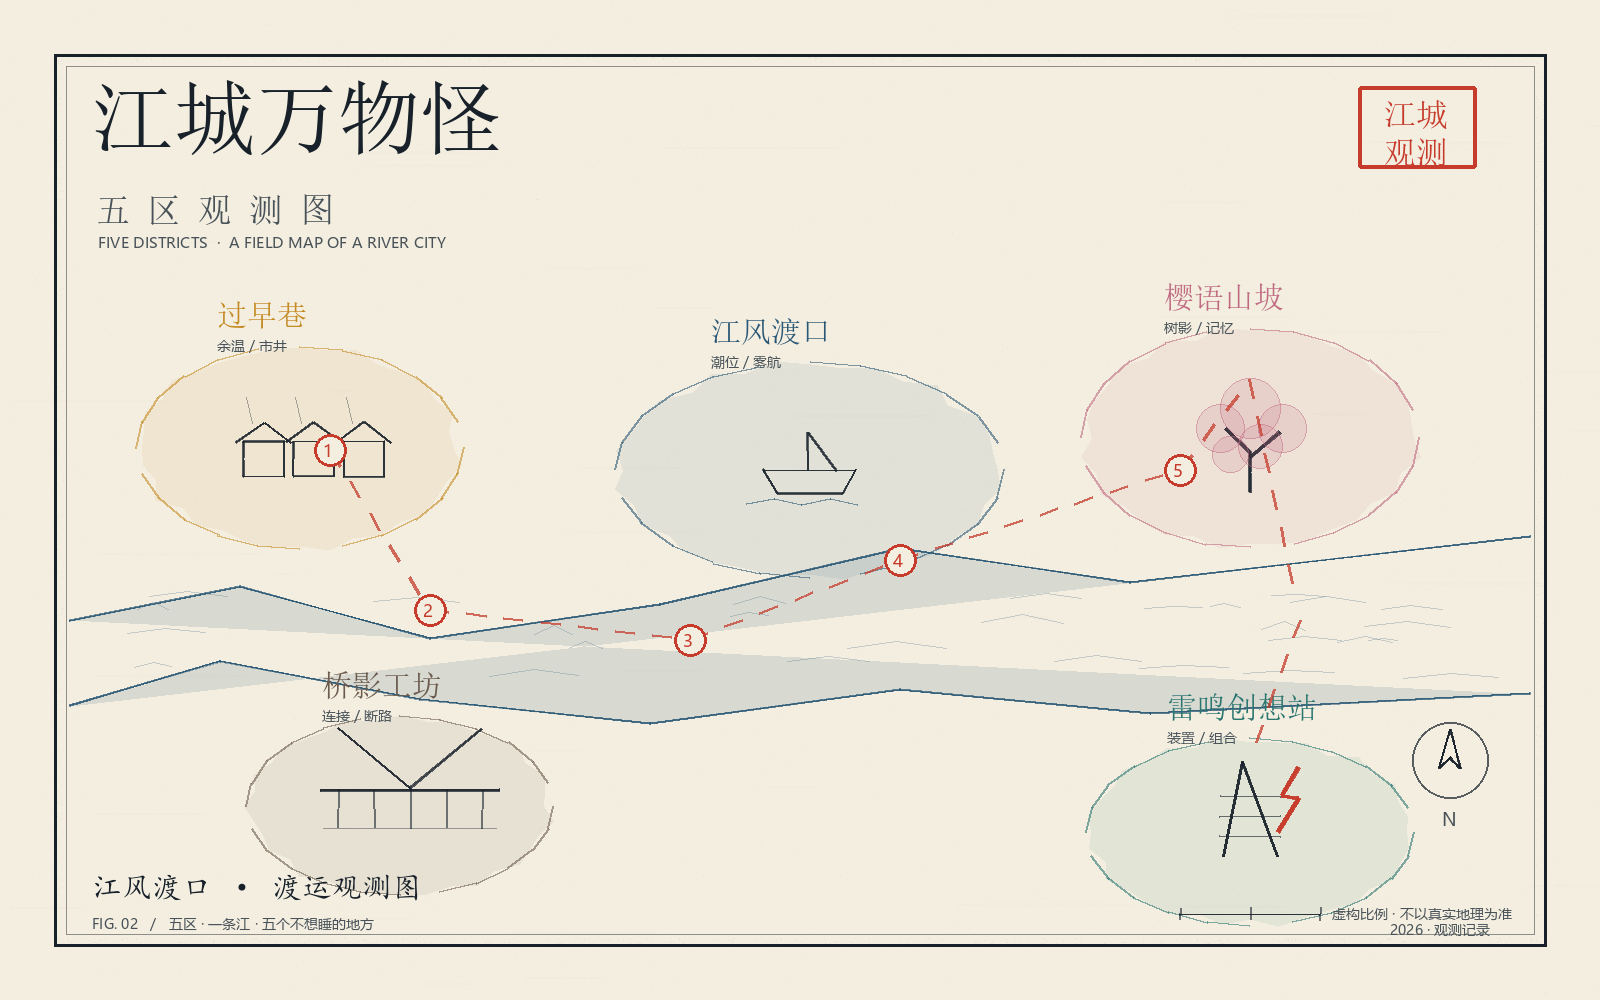 江城万物怪
江城
观测
五区观测图
FIVE DISTRICTS · A FIELD MAP OF A RIVER CITY
过早巷
余温 / 市井
江风渡口
潮位 / 雾航
樱语山坡
树影 / 记忆
1
2
3
4
5
桥影工坊
连接 / 断路
雷鸣创想站
装置 / 组合
N
江风渡口 • 渡运观测图
FIG. 02 / 五区 · 一条江 · 五个不想睡的地方
虚构比例 · 不以真实地理为准
2026 · 观测记录